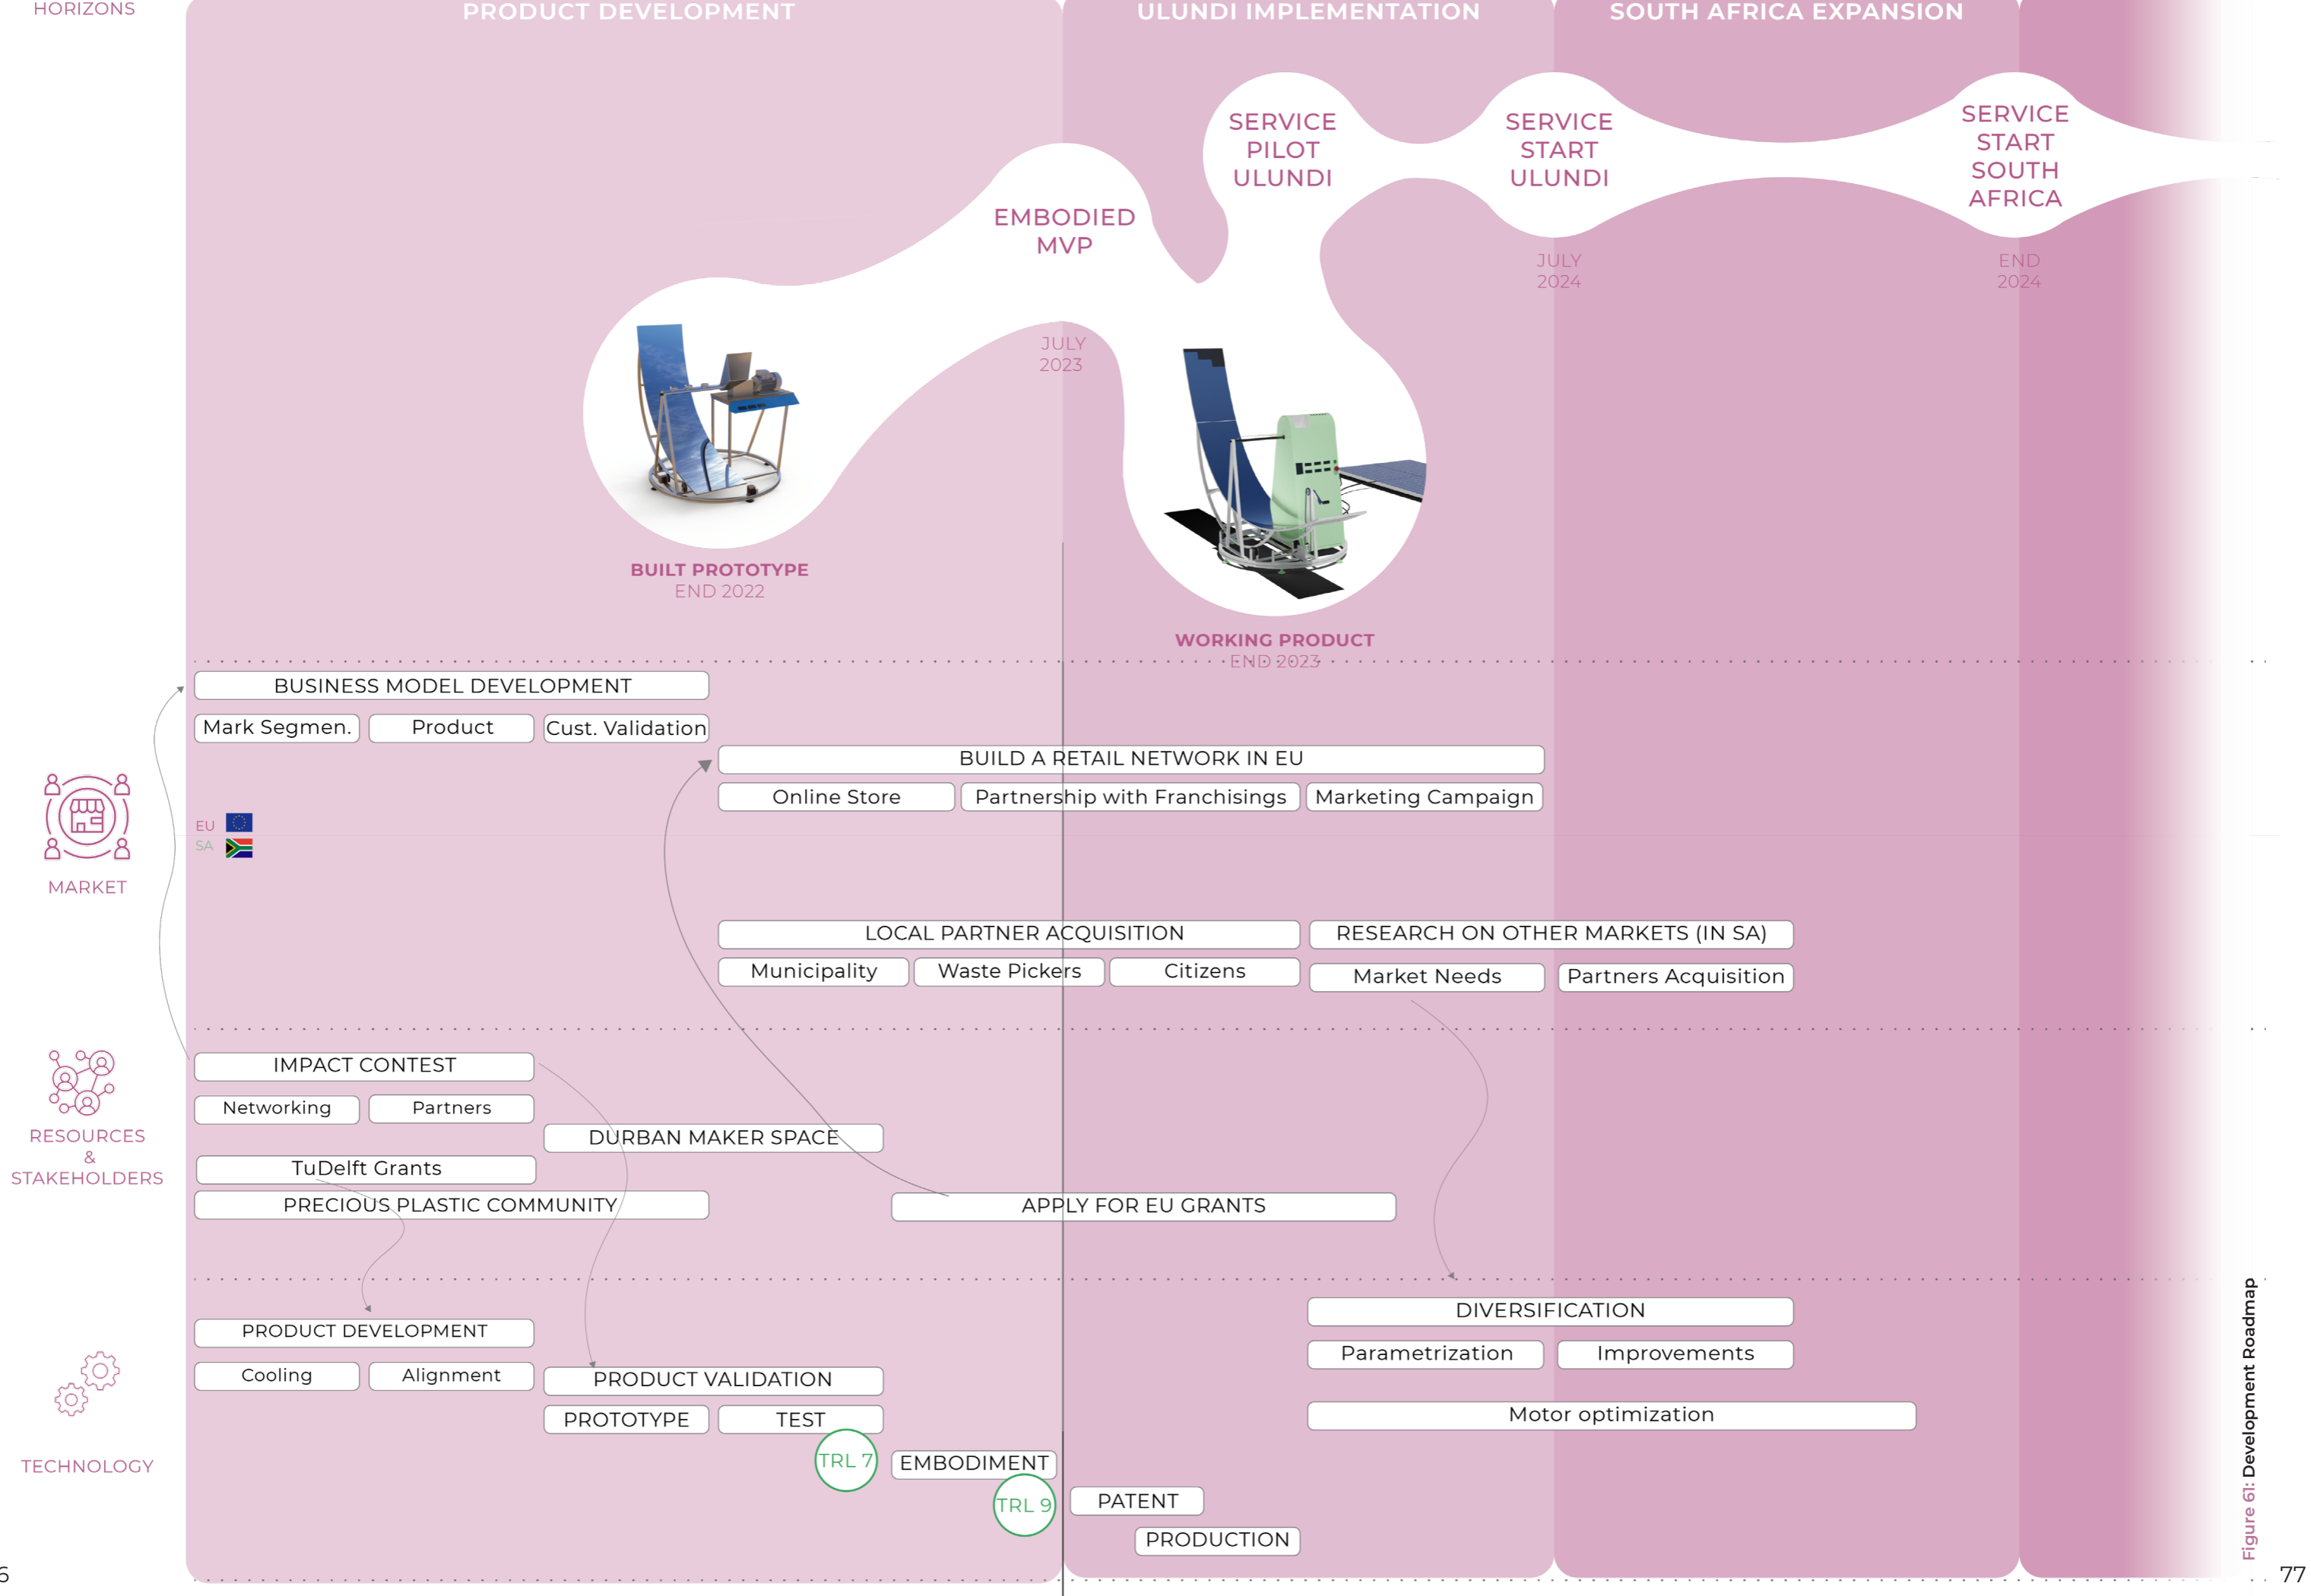 HORIZONS
PRODUCT DEVELOPMENT
ULUNDI IMPLEMENTATION
SOUTH AFRICA EXPANSION
SERVICE
PILOT
ULUNDI
SERVICE
START
ULUNDI
SERVICE
START
SOUTH
AFRICA
EMBODIED
MVP
JULY
2024
END
2024
JULY
2023
BUILT PROTOTYPE
END 2022
WORKING PRODUCT
END 2023
BUSINESS MODEL DEVELOPMENT
Mark Segmen.
Product
Cust. Validation
BUILD A RETAIL NETWORK IN EU
Online Store
Partnership with Franchisings
Marketing Campaign
EU
SA
MARKET
LOCAL PARTNER ACQUISITION
RESEARCH ON OTHER MARKETS (IN SA)
Municipality
Waste Pickers
Citizens
Market Needs
Partners Acquisition
IMPACT CONTEST
Networking
Partners
RESOURCES
&
STAKEHOLDERS
DURBAN MAKER SPACE
TuDelft Grants
PRECIOUS PLASTIC COMMUNITY
APPLY FOR EU GRANTS
DIVERSIFICATION
PRODUCT DEVELOPMENT
Parametrization
Improvements
Cooling
Alignment
PRODUCT VALIDATION
PROTOTYPE
TEST
Motor optimization
TECHNOLOGY
TRL 7
EMBODIMENT
TRL 9
PATENT
PRODUCTION
Figure 61: Development Roadmap
6
77